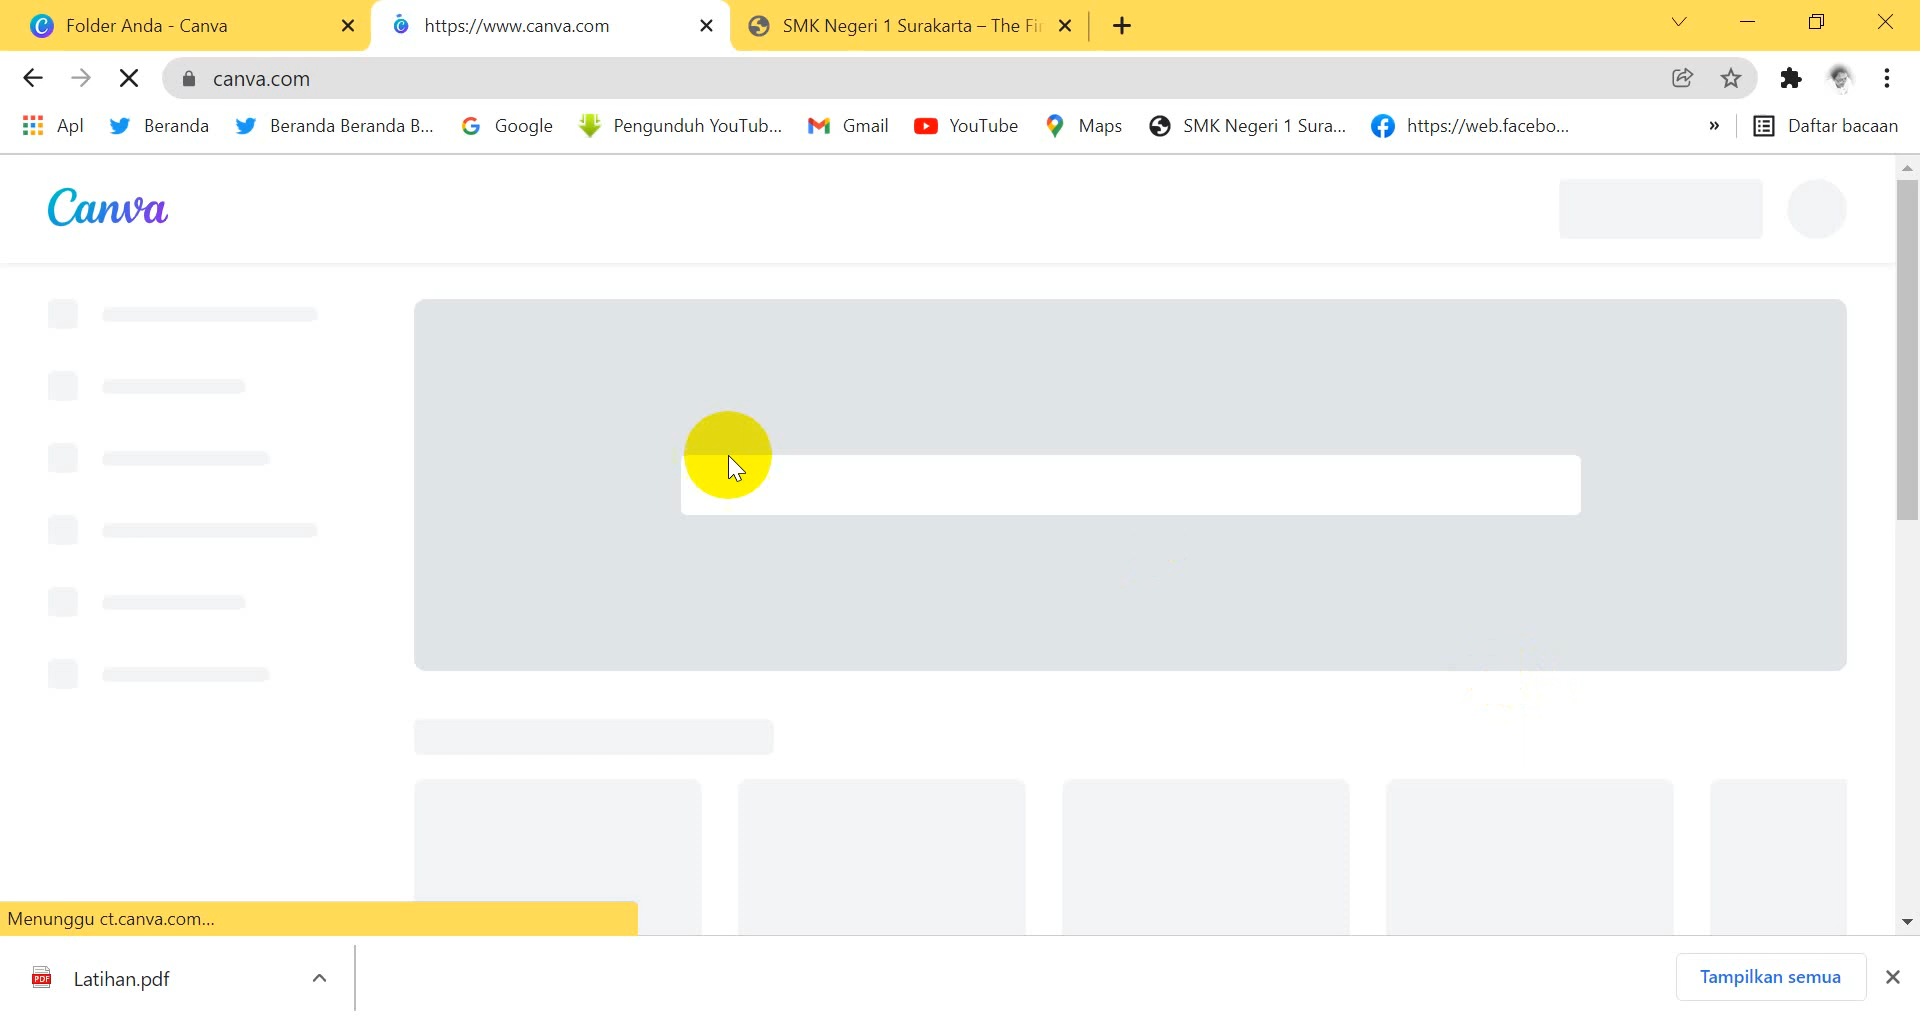 Folder Anda - Canva
https://www.canva.com
SMK Negeri 1 Surakarta – The Fi
canva.com
Apl
Beranda
Beranda Beranda B...
Google
Pengunduh YouTub...
Gmail
YouTube
Maps
SMK Negeri 1 Sura...
https://web.facebo...
»
Daftar bacaan
Canva
Menunggu ct.canva.com...
PDF
Latihan.pdf
Tampilkan semua